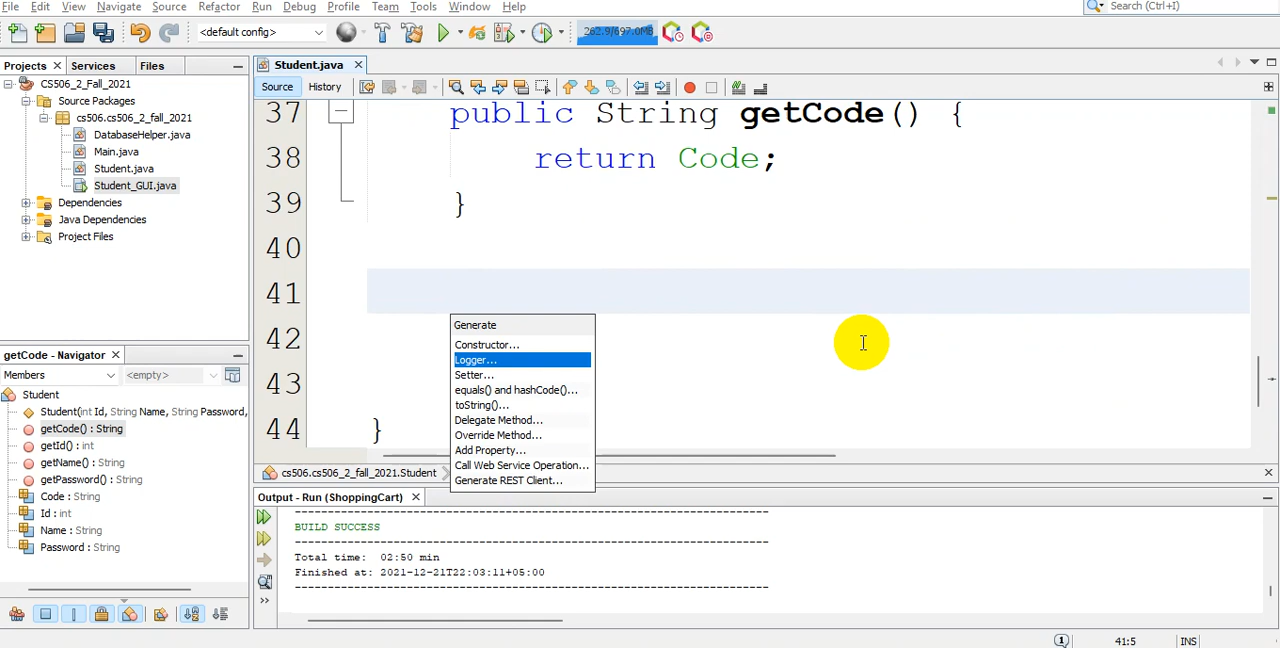 File Edit View Navigate Source Refactor Run Debug Profile Team Tools Window Help
Search (Ctrl+I)
<default config>
262.9/697.0MB
Projects Services Files
CS506_2_Fall_2021
Source Packages
cs506.cs506_2_fall_2021
DatabaseHelper.java
Main.java
Student.java
Student_GUI.java
Dependencies
Java Dependencies
Project Files
getCode - Navigator
Members <empty>
Student
Student(int Id, String Name, String Password,
getCode() : String
getId() : int
getName() : String
getPassword() : String
Code : String
Id : int
Name : String
Password : String
Student.java
Source History
37 public String getCode() {
38 return Code;
39 }
40
41
42
43
44 }
Generate
Constructor...
Logger...
Setter...
equals() and hashCode()...
toString()...
Delegate Method...
Override Method...
Add Property...
Call Web Service Operation...
Generate REST Client...
cs506.cs506_2_fall_2021.Student
Output - Run (ShoppingCart)
------------------------------------------------------------------------
BUILD SUCCESS
------------------------------------------------------------------------
Total time: 02:50 min
Finished at: 2021-12-21T22:03:11+05:00
------------------------------------------------------------------------
41:5 INS